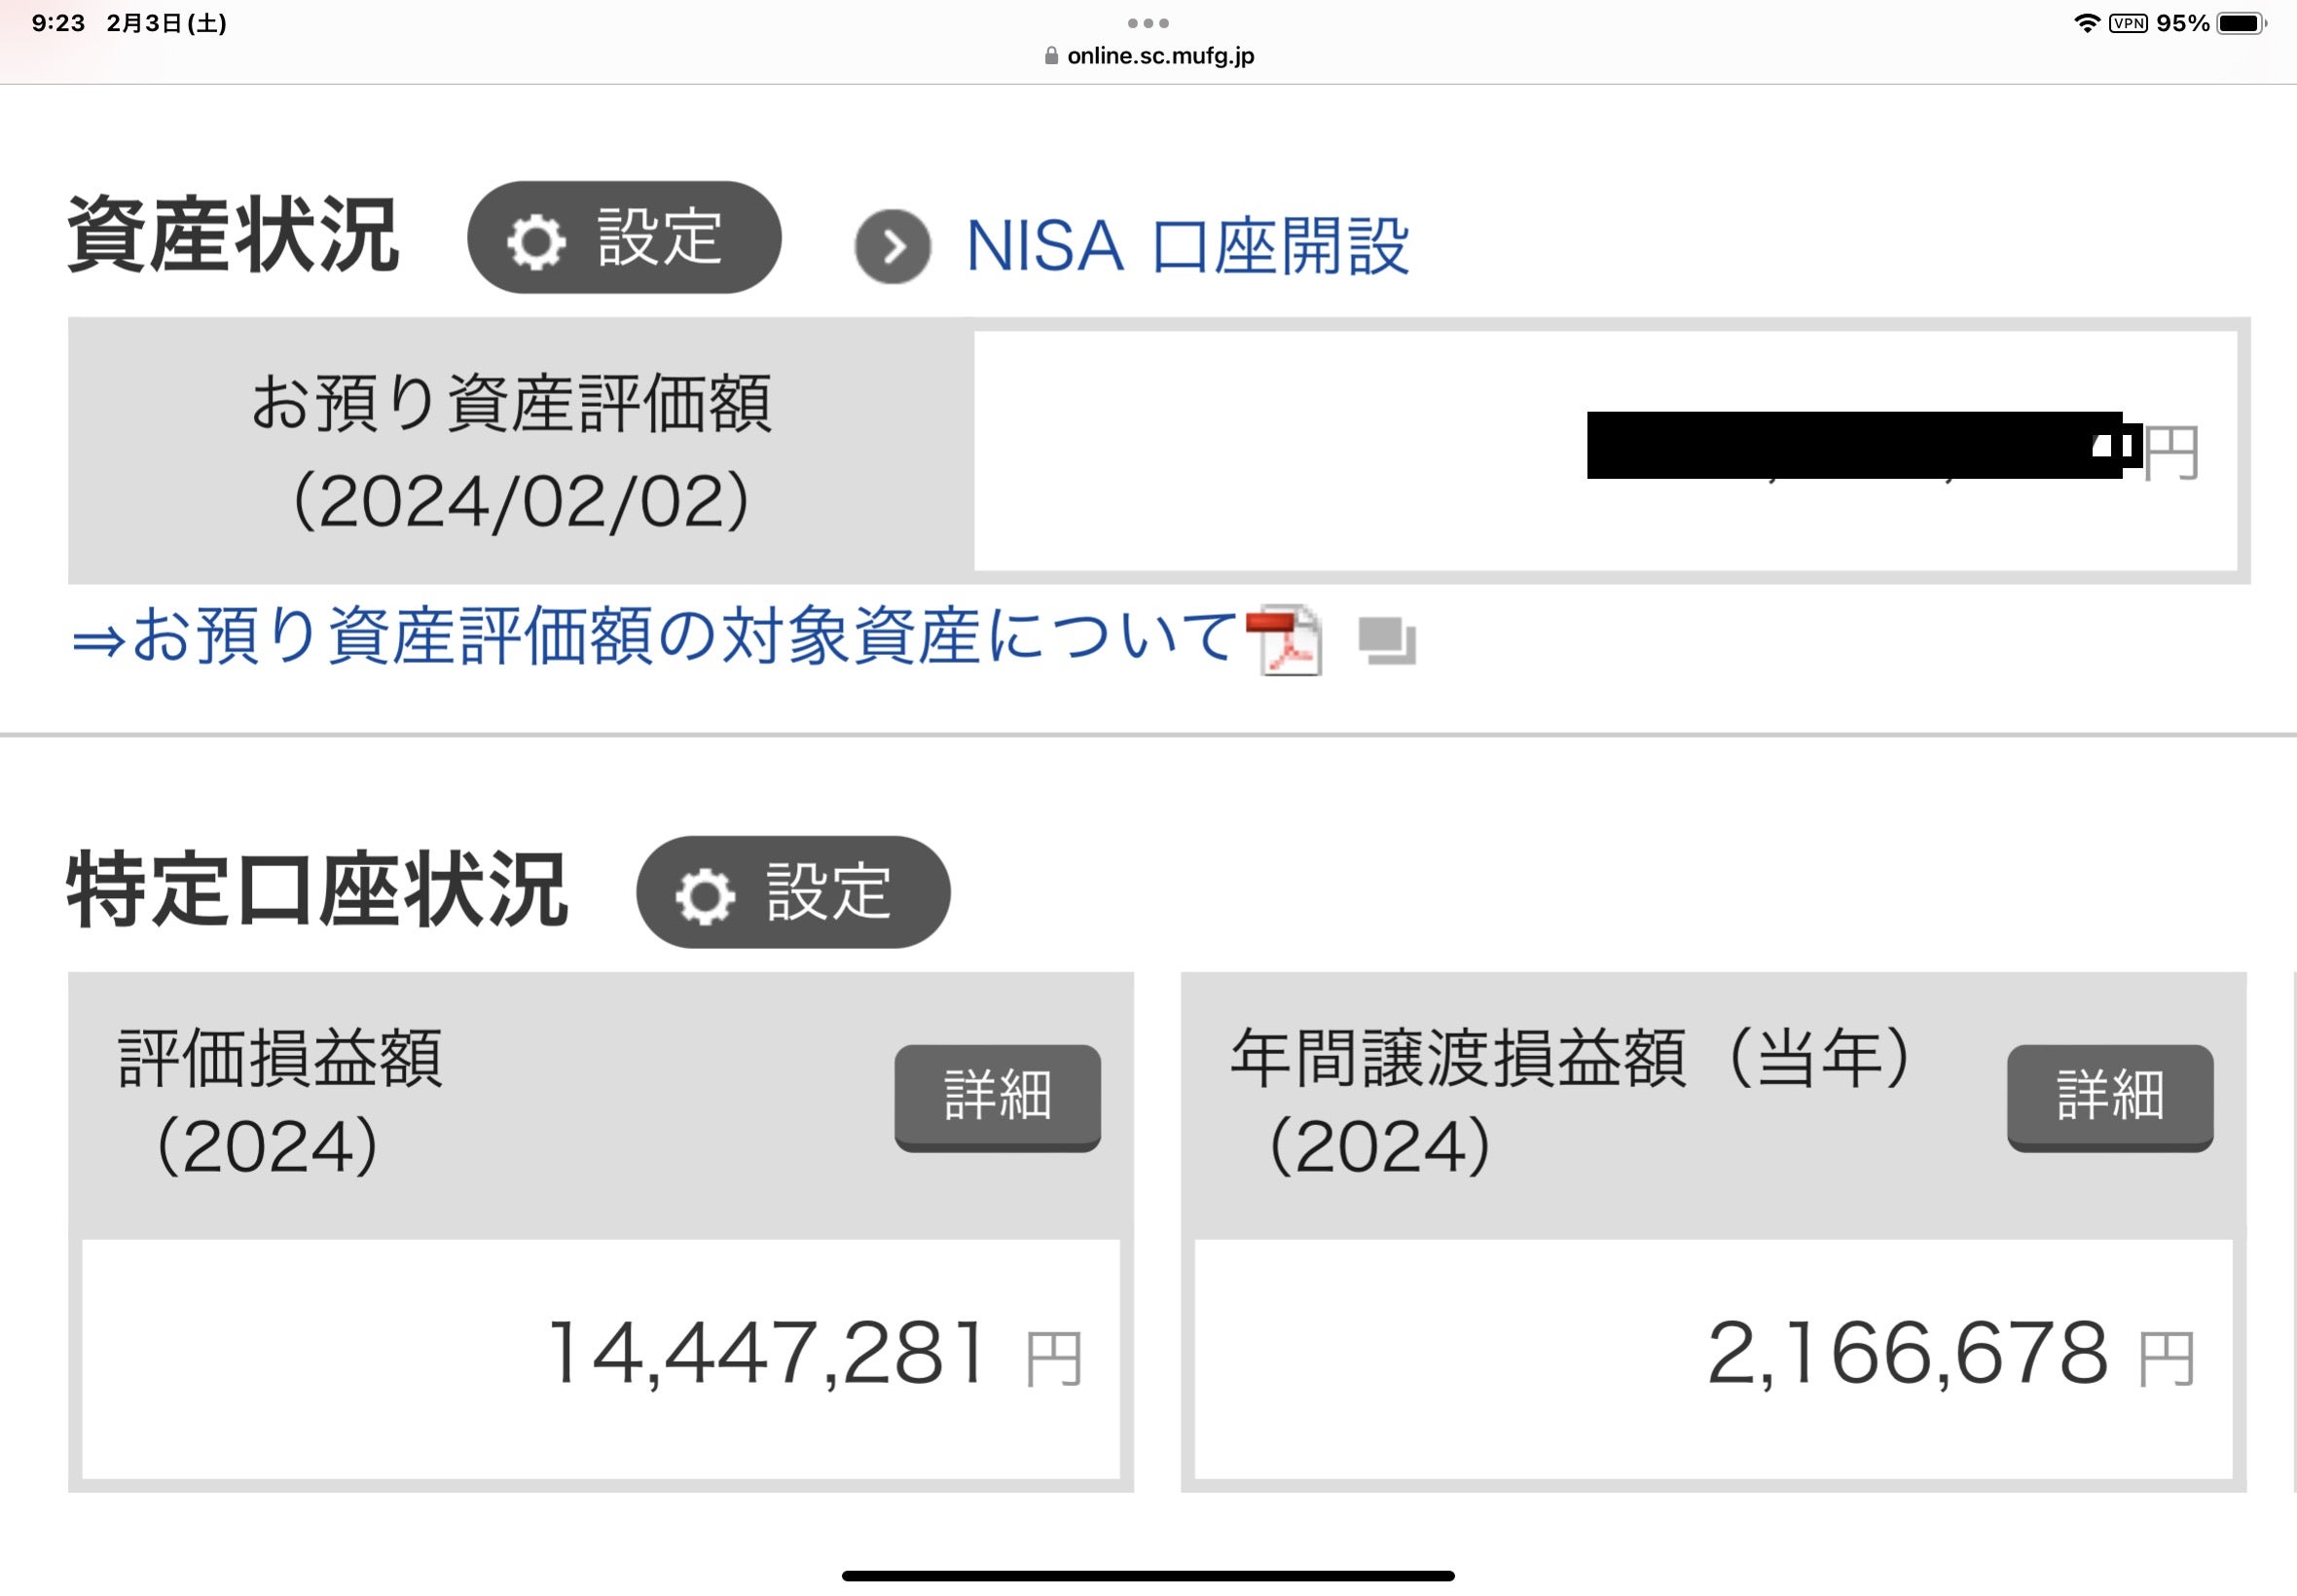 9:23 2月3日(土)
VPN 95%
online.sc.mufg.jp
資産状況 設定 NISA 口座開設
お預り資産評価額
（2024/02/02）
円
⇒お預り資産評価額の対象資産について
特定口座状況 設定
評価損益額
（2024）
詳細
14,447,281 円
年間譲渡損益額（当年）
（2024）
詳細
2,166,678 円